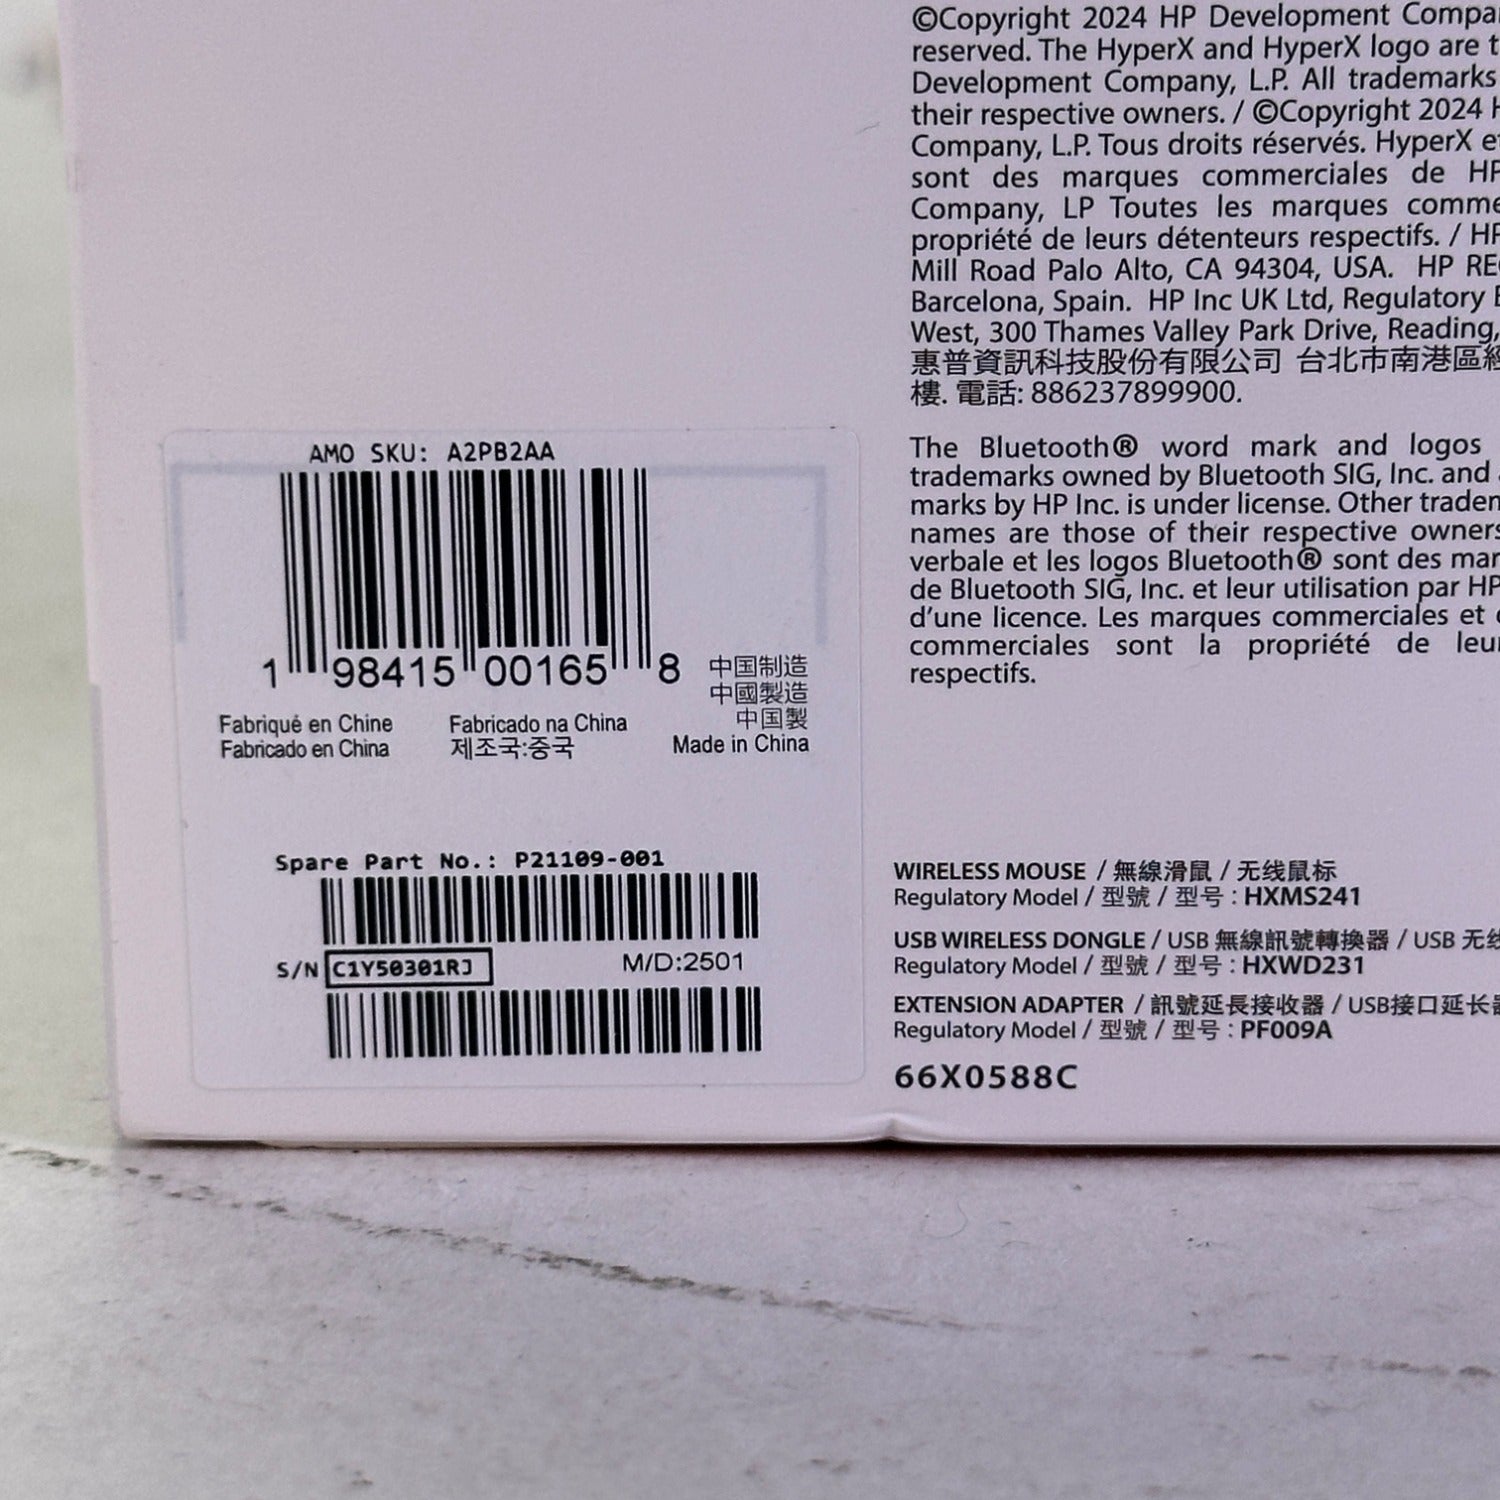 ©Copyright 2024 HP Development
reserved. The HyperX and HyperX logo are
Development Company, L.P. All trademarks
their respective owners. / ©Copyright 2024
Company, L.P. Tous droits réservés. HyperX
sont des marques commerciales de HP
Company, LP Toutes les marques
propriété de leurs détenteurs respectifs. / HP
Mill Road Palo Alto, CA 94304, USA. HP
Barcelona, Spain. HP Inc UK Ltd, Regulatory
West, 300 Thames Valley Park Drive, Reading,
惠普資訊科技股份有限公司 台北市南港區經
樓. 電話: 886237899900.
The Bluetooth® word mark and logos
trademarks owned by Bluetooth SIG, Inc. and
marks by HP Inc. is under license. Other
names are those of their respective owners
verbale et les logos Bluetooth® sont des
de Bluetooth SIG, Inc. et leur utilisation par HP
d’une licence. Les marques commerciales et
commerciales sont la propriété de
respectifs.
AMO SKU: A2PB2AA
1 98415 00165 8
中国制造
中國製造
中国製
Fabriqué en Chine Fabricado na China
Fabricado en China 제조국:중국 Made in China
Spare Part No.: P21109-001
S/N C1Y50301RJ M/D:2501
WIRELESS MOUSE / 無線滑鼠 / 无线鼠标
Regulatory Model / 型號 / 型号 : HXMS241
USB WIRELESS DONGLE / USB 無線訊號轉換器 / USB 无线
Regulatory Model / 型號 / 型号 : HXWD231
EXTENSION ADAPTER / 訊號延長接收器 / USB接口延长器
Regulatory Model / 型號 / 型号 : PF009A
66X0588C